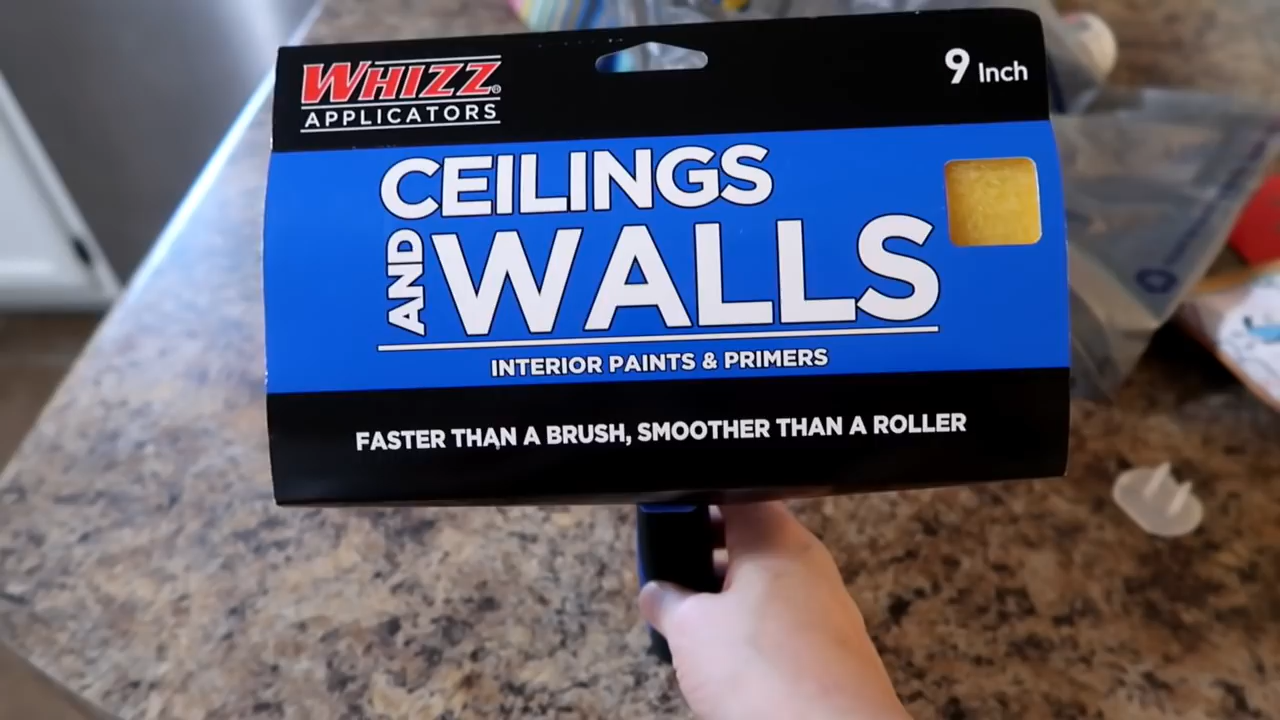 WHIZZ®
APPLICATORS
9 Inch
CEILINGS
AND WALLS
INTERIOR PAINTS & PRIMERS
FASTER THAN A BRUSH, SMOOTHER THAN A ROLLER